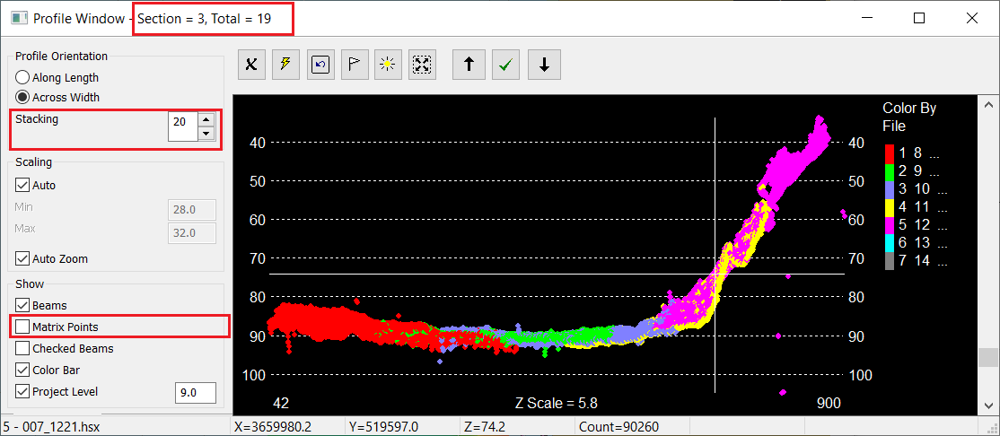 Profile Window - Section = 3, Total = 19
Profile Orientation
Along Length
Across Width
Stacking 20
Scaling
Auto
Min 28.0
Max 32.0
Auto Zoom
Show
Beams
Matrix Points
Checked Beams
Color Bar
Project Level 9.0
Color By
File
40 40
50 50
60 60
70 70
80 80
90 90
100 100
42 Z Scale = 5.8 900
1 8 ...
2 9 ...
3 10 ...
4 11 ...
5 12 ...
6 13 ...
7 14 ...
5 - 007_1221.hsx X=3659980.2 Y=519597.0 Z=74.2 Count=90260